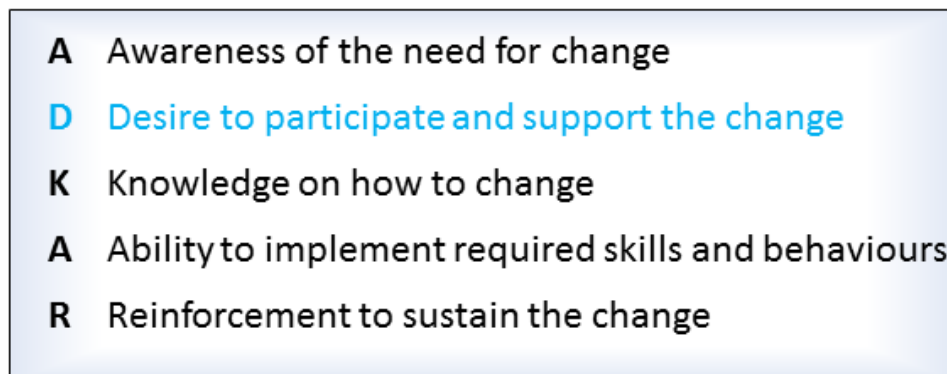 A Awareness of the need for change
D Desire to participate and support the change
K Knowledge on how to change
A Ability to implement required skills and behaviours
R Reinforcement to sustain the change